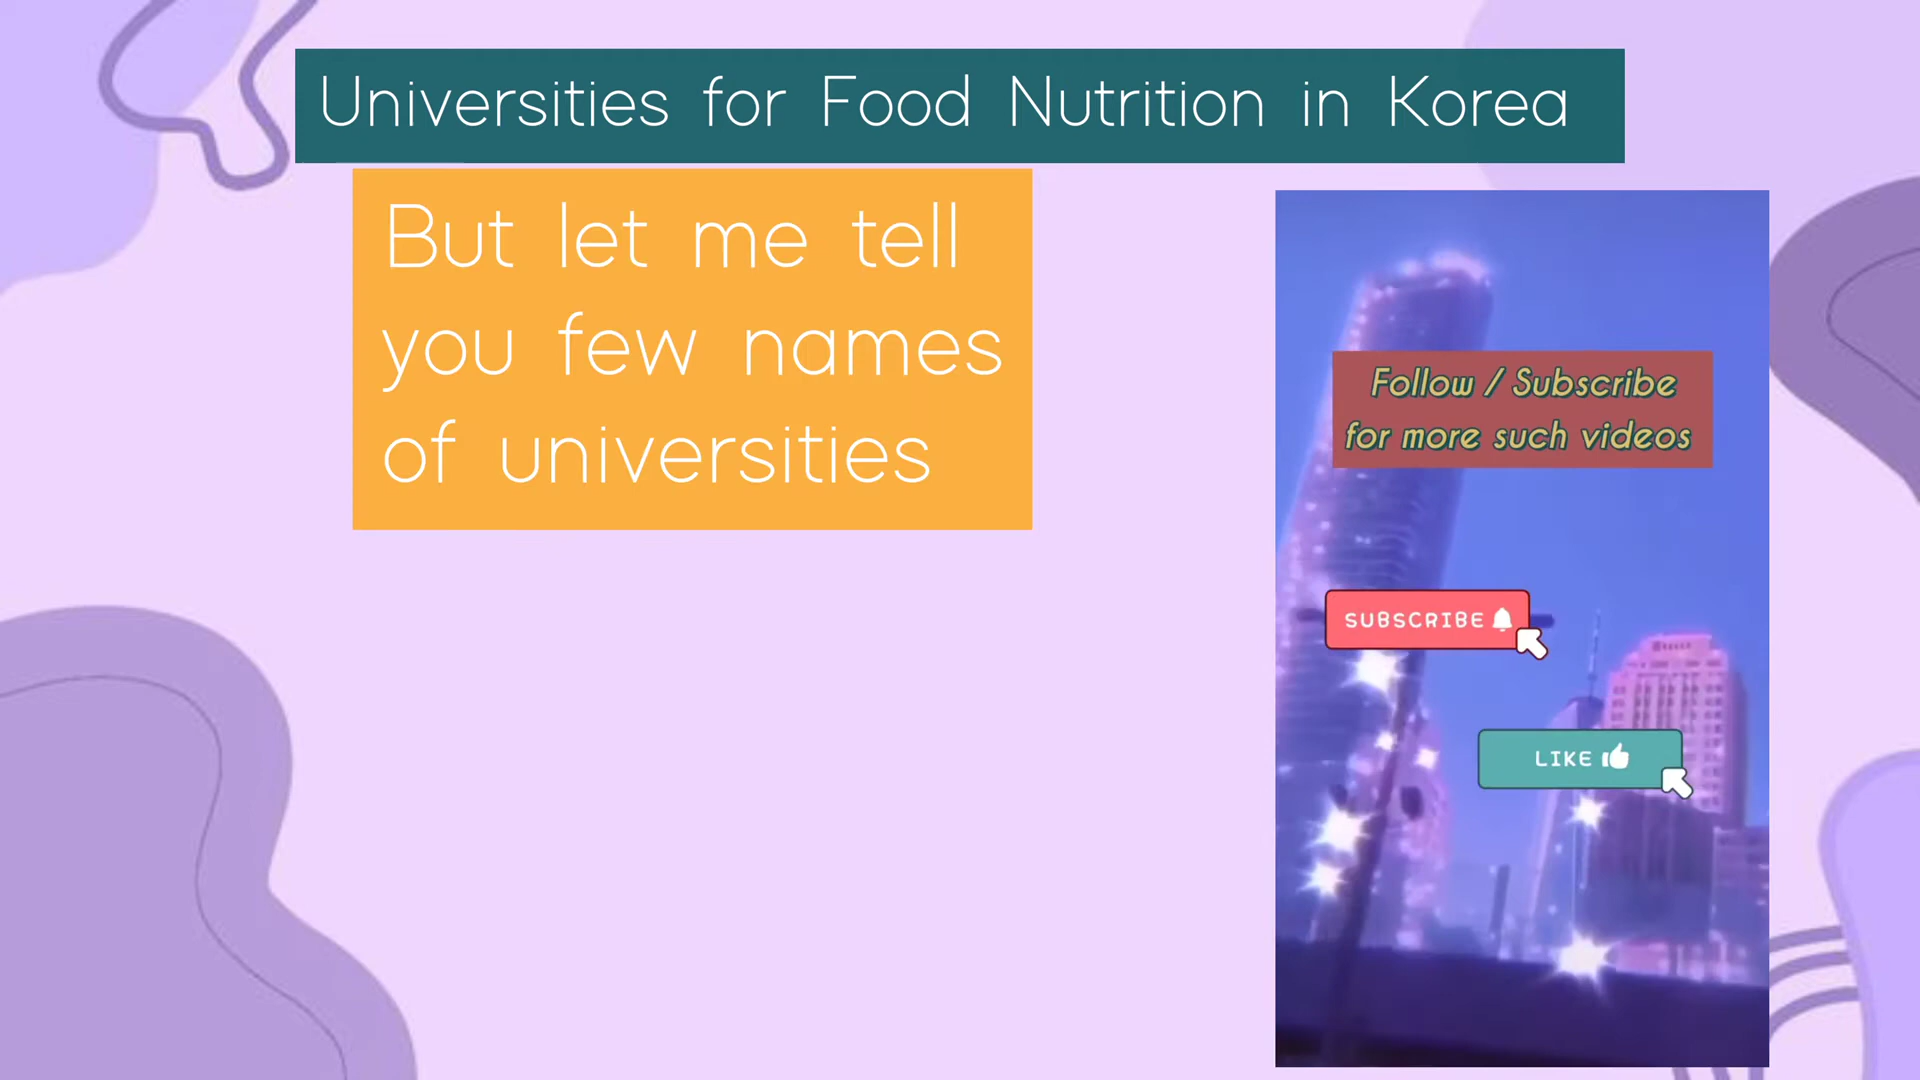 Universities for Food Nutrition in Korea
But let me tell
you few names
of universities
Follow / Subscribe
for more such videos
SUBSCRIBE
LIKE